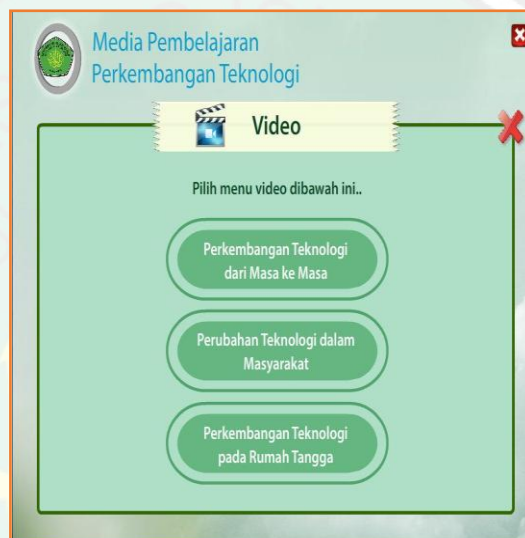 Media Pembelajaran
Perkembangan Teknologi
Video
Pilih menu video dibawah ini..
Perkembangan Teknologi
dari Masa ke Masa
Perubahan Teknologi dalam
Masyarakat
Perkembangan Teknologi
pada Rumah Tangga